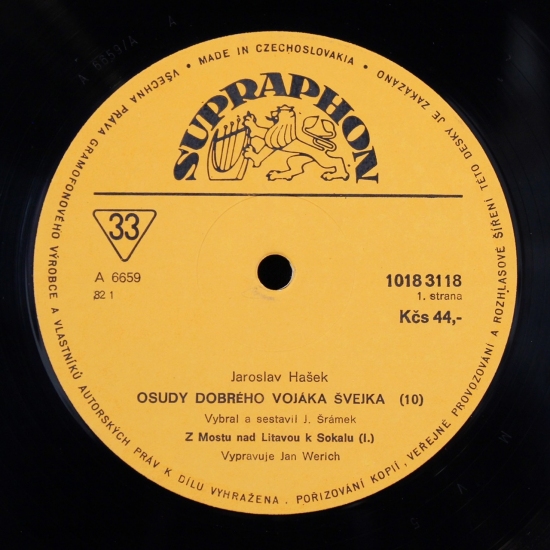 MADE IN CZECHOSLOVAKIA •
VŠECHNA PRÁVA GRAMOFONOVÉHO VÝROBCE A VLASTNÍKŮ AUTORSKÝCH PRÁV K DÍLU VYHRAŽENA. POŘIZOVÁNÍ KOPIÍ, VEŘEJNÉ PROVOZOVÁNÍ A ROZHLASOVÉ ŠÍŘENÍ TÉTO DESKY JE ZAKÁZÁNO •
SUPRAPHON
33
A 6659
82 1
1018 3118
1. strana
Kčs 44,-
Jaroslav Hašek
OSUDY DOBRÉHO VOJÁKA ŠVEJKA (10)
Vybral a sestavil J. Šrámek
Z Mostu nad Litavou k Sokalu (I.)
Vypravuje Jan Werich